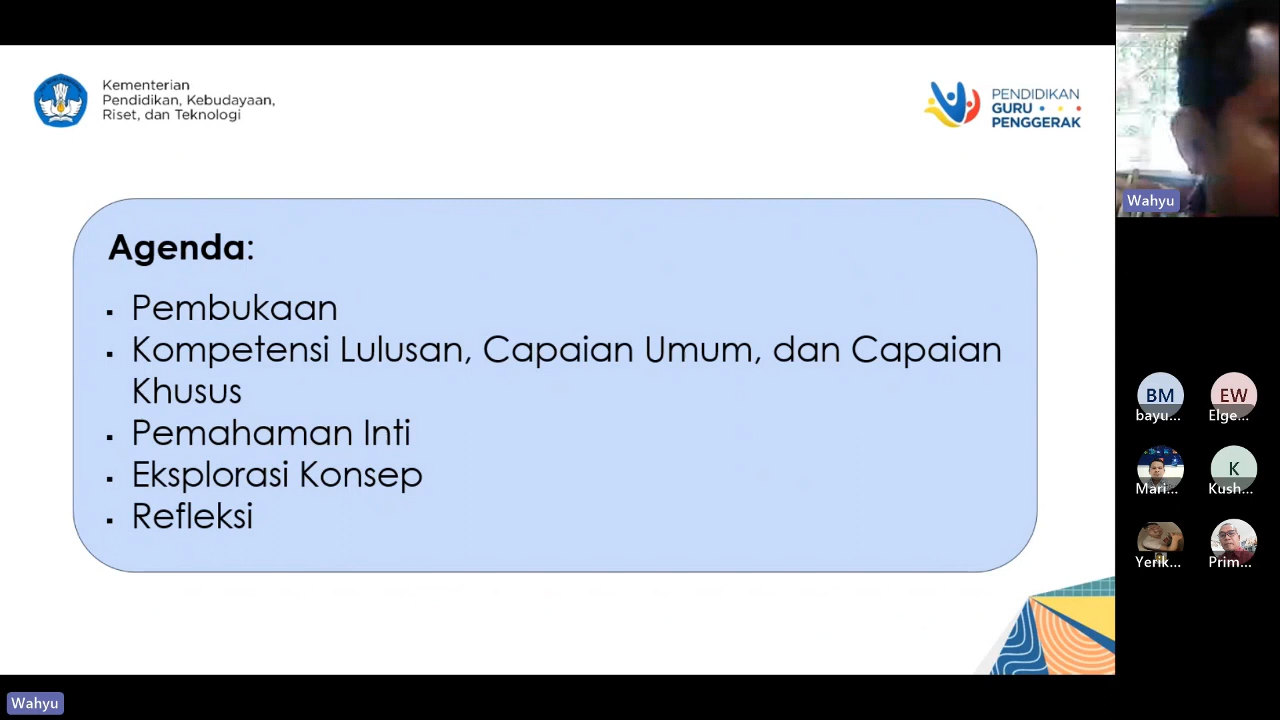 Kementerian
Pendidikan, Kebudayaan,
Riset, dan Teknologi
PENDIDIKAN
GURU
PENGGERAK
Agenda:
▪ Pembukaan
▪ Kompetensi Lulusan, Capaian Umum, dan Capaian
Khusus
▪ Pemahaman Inti
▪ Eksplorasi Konsep
▪ Refleksi
Wahyu
BM
bayu...
EW
Elge...
Mari...
K
Kush...
Yerik...
Prim...
Wahyu